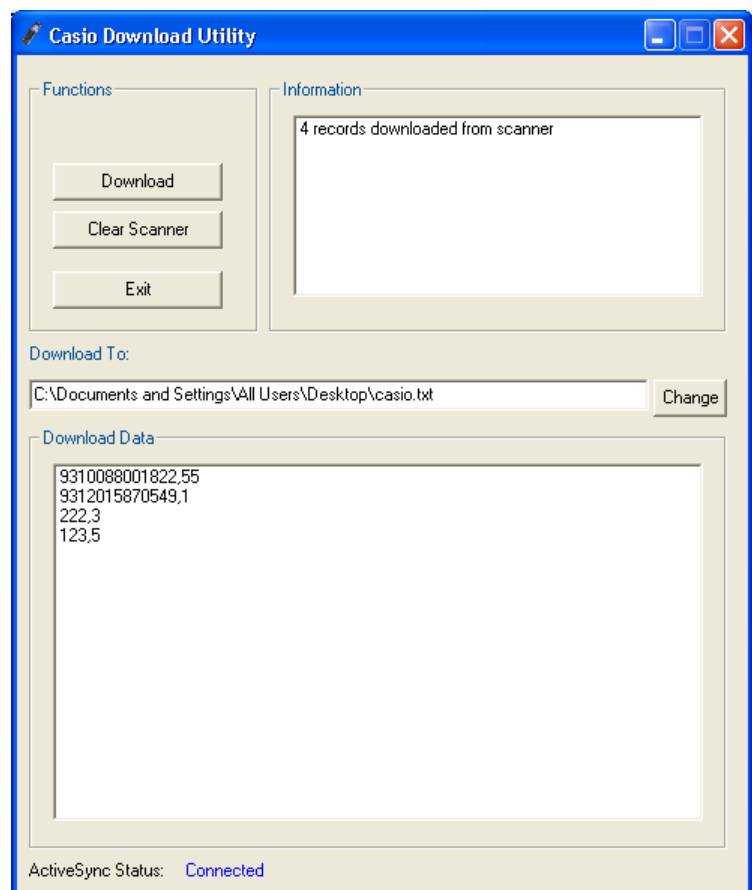 Casio Download Utility
Functions
Information
4 records downloaded from scanner
Download
Clear Scanner
Exit
Download To:
C:\Documents and Settings\All Users\Desktop\casio.txt
Change
Download Data
9310088001822,55
9312015870549,1
222,3
123,5
ActiveSync Status: Connected